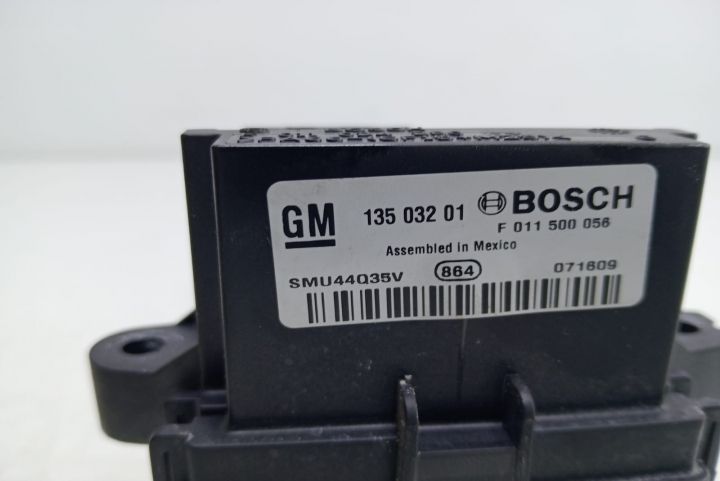 GM 135 032 01 BOSCH
F 011 500 056
Assembled in Mexico
SMU44Q35V 864 071609